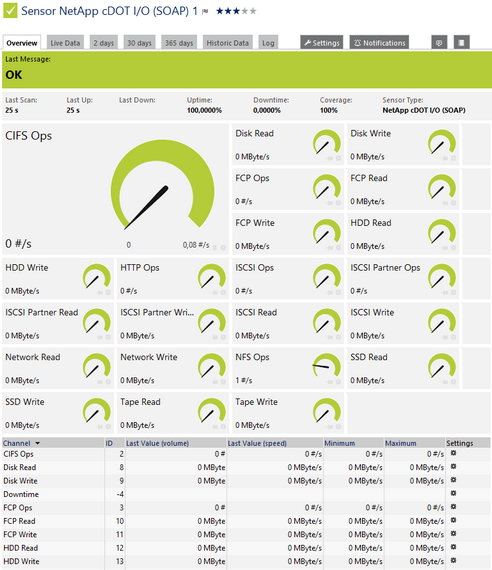 Sensor NetApp cDOT I/O (SOAP) 1
Overview Live Data 2 days 30 days 365 days Historic Data Log Settings Notifications
Last Message:
OK
Last Scan: Last Up: Last Down: Uptime: Downtime: Coverage: Sensor Type:
25 s 25 s 100,0000% 0,0000% 100% NetApp cDOT I/O (SOAP)
CIFS Ops
0 #/s
0 0,08 #/s
Disk Read Disk Write
0 MByte/s 0 MByte/s
FCP Ops FCP Read
0 #/s 0 MByte/s
FCP Write HDD Read
0 MByte/s 0 MByte/s
HDD Write HTTP Ops ISCSI Ops ISCSI Partner Ops
0 MByte/s 0 #/s 0 #/s 0 #/s
ISCSI Partner Read ISCSI Partner Wri... ISCSI Read ISCSI Write
0 MByte/s 0 MByte/s 0 MByte/s 0 MByte/s
Network Read Network Write NFS Ops SSD Read
0 MByte/s 0 MByte/s 1 #/s 0 MByte/s
SSD Write Tape Read Tape Write
0 MByte/s 0 MByte/s 0 MByte/s
Channel ID Last Value (volume) Last Value (speed) Minimum Maximum Settings
CIFS Ops 2 0 # 0 #/s 0 #/s 0 #/s
Disk Read 8 0 MByte 0 MByte/s 0 MByte/s 0 MByte/s
Disk Write 9 0 MByte 0 MByte/s 0 MByte/s 0 MByte/s
Downtime -4
FCP Ops 3 0 # 0 #/s 0 #/s 0 #/s
FCP Read 10 0 MByte 0 MByte/s 0 MByte/s 0 MByte/s
FCP Write 11 0 MByte 0 MByte/s 0 MByte/s 0 MByte/s
HDD Read 12 0 MByte 0 MByte/s 0 MByte/s 0 MByte/s
HDD Write 13 0 MByte 0 MByte/s 0 MByte/s 0 MByte/s